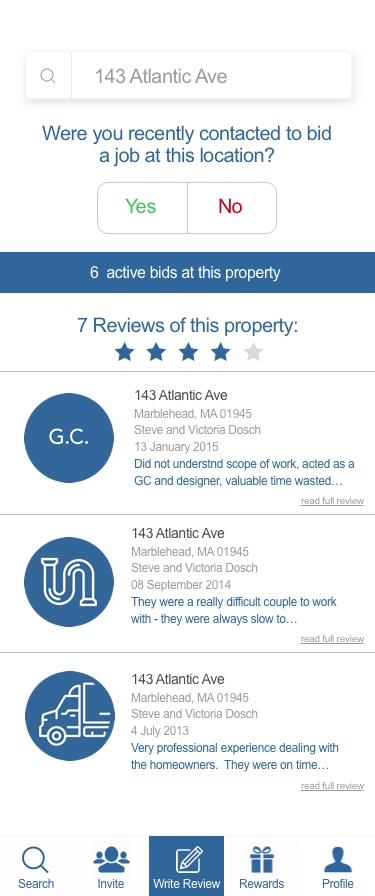 143 Atlantic Ave
Were you recently contacted to bid
a job at this location?
Yes No
6 active bids at this property
7 Reviews of this property:
G.C.
143 Atlantic Ave
Marblehead, MA 01945
Steve and Victoria Dosch
13 January 2015
Did not understnd scope of work, acted as a
GC and designer, valuable time wasted…
read full review
143 Atlantic Ave
Marblehead, MA 01945
Steve and Victoria Dosch
08 September 2014
They were a really difficult couple to work
with - they were always slow to…
read full review
143 Atlantic Ave
Marblehead, MA 01945
Steve and Victoria Dosch
4 July 2013
Very professional experience dealing with
the homeowners. They were on time…
read full review
Search Invite Write Review Rewards Profile